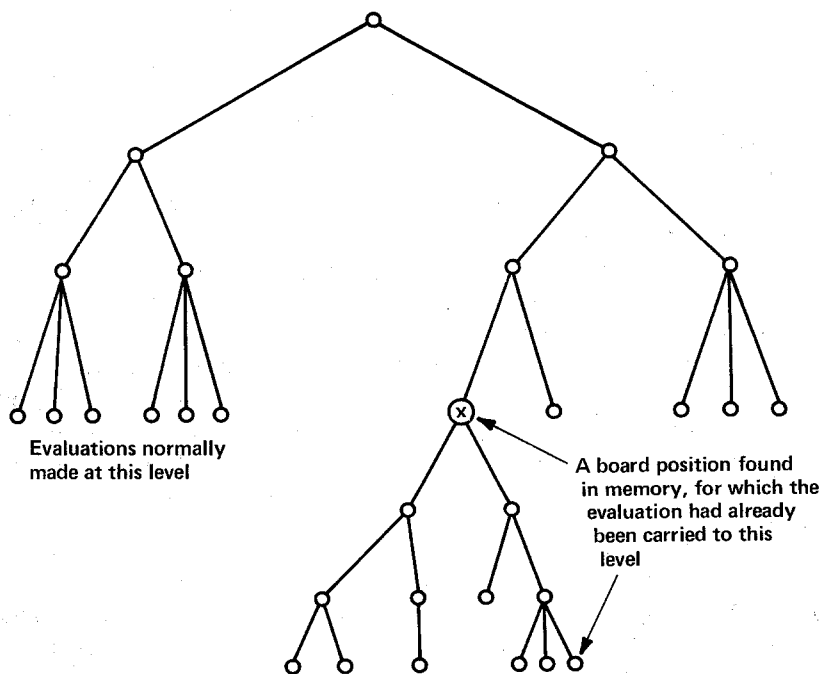 x
Evaluations normally
made at this level
A board position found
in memory, for which the
evaluation had already
been carried to this
level